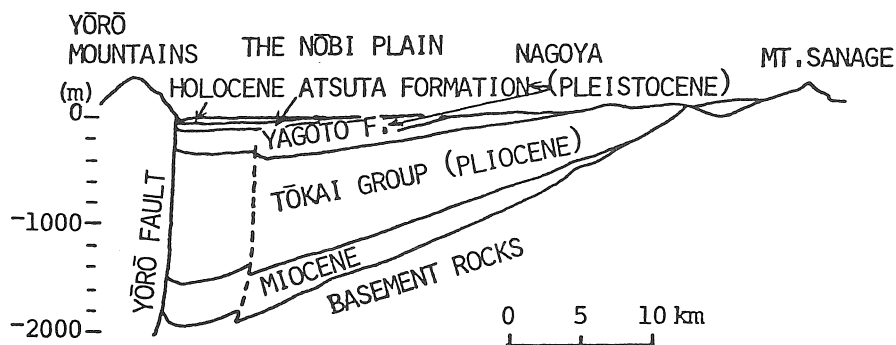 YŌRŌ
MOUNTAINS
THE NŌBI PLAIN
NAGOYA
MT.SANAGE
(m)
HOLOCENE ATSUTA FORMATION (PLEISTOCENE)
0
YAGOTO F.
TŌKAI GROUP (PLIOCENE)
-1000
YŌRŌ FAULT
MIOCENE
BASEMENT ROCKS
-2000
0 5 10 km